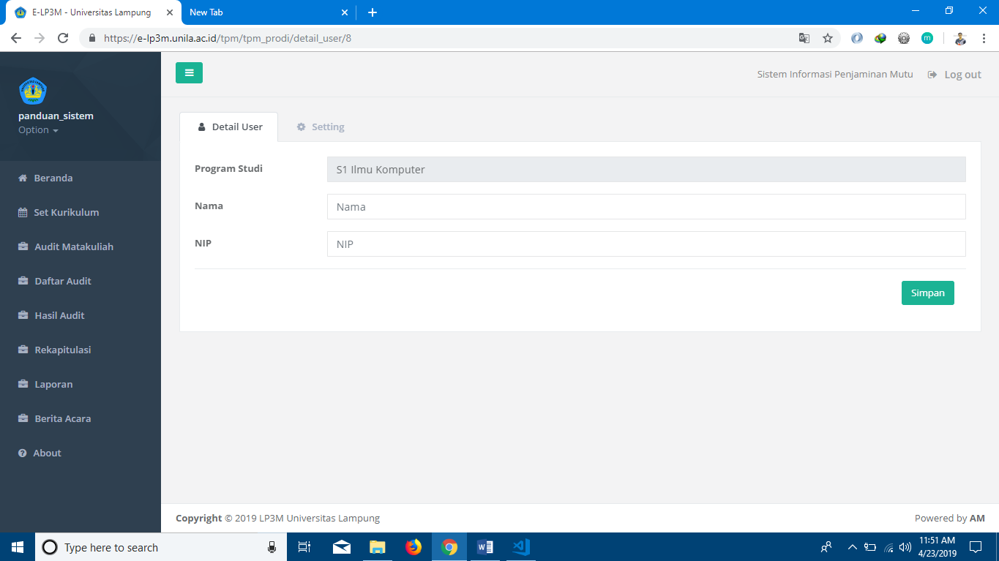 E-LP3M - Universitas Lampung
New Tab
https://e-lp3m.unila.ac.id/tpm/tpm_prodi/detail_user/8
m
Sistem Informasi Penjaminan Mutu
Log out
panduan_sistem
Option
Beranda
Set Kurikulum
Audit Matakuliah
Daftar Audit
Hasil Audit
Rekapitulasi
Laporan
Berita Acara
About
Detail User
Setting
Program Studi
S1 Ilmu Komputer
Nama
Nama
NIP
NIP
Simpan
Copyright © 2019 LP3M Universitas Lampung
Powered by AM
Type here to search
11:51 AM
4/23/2019